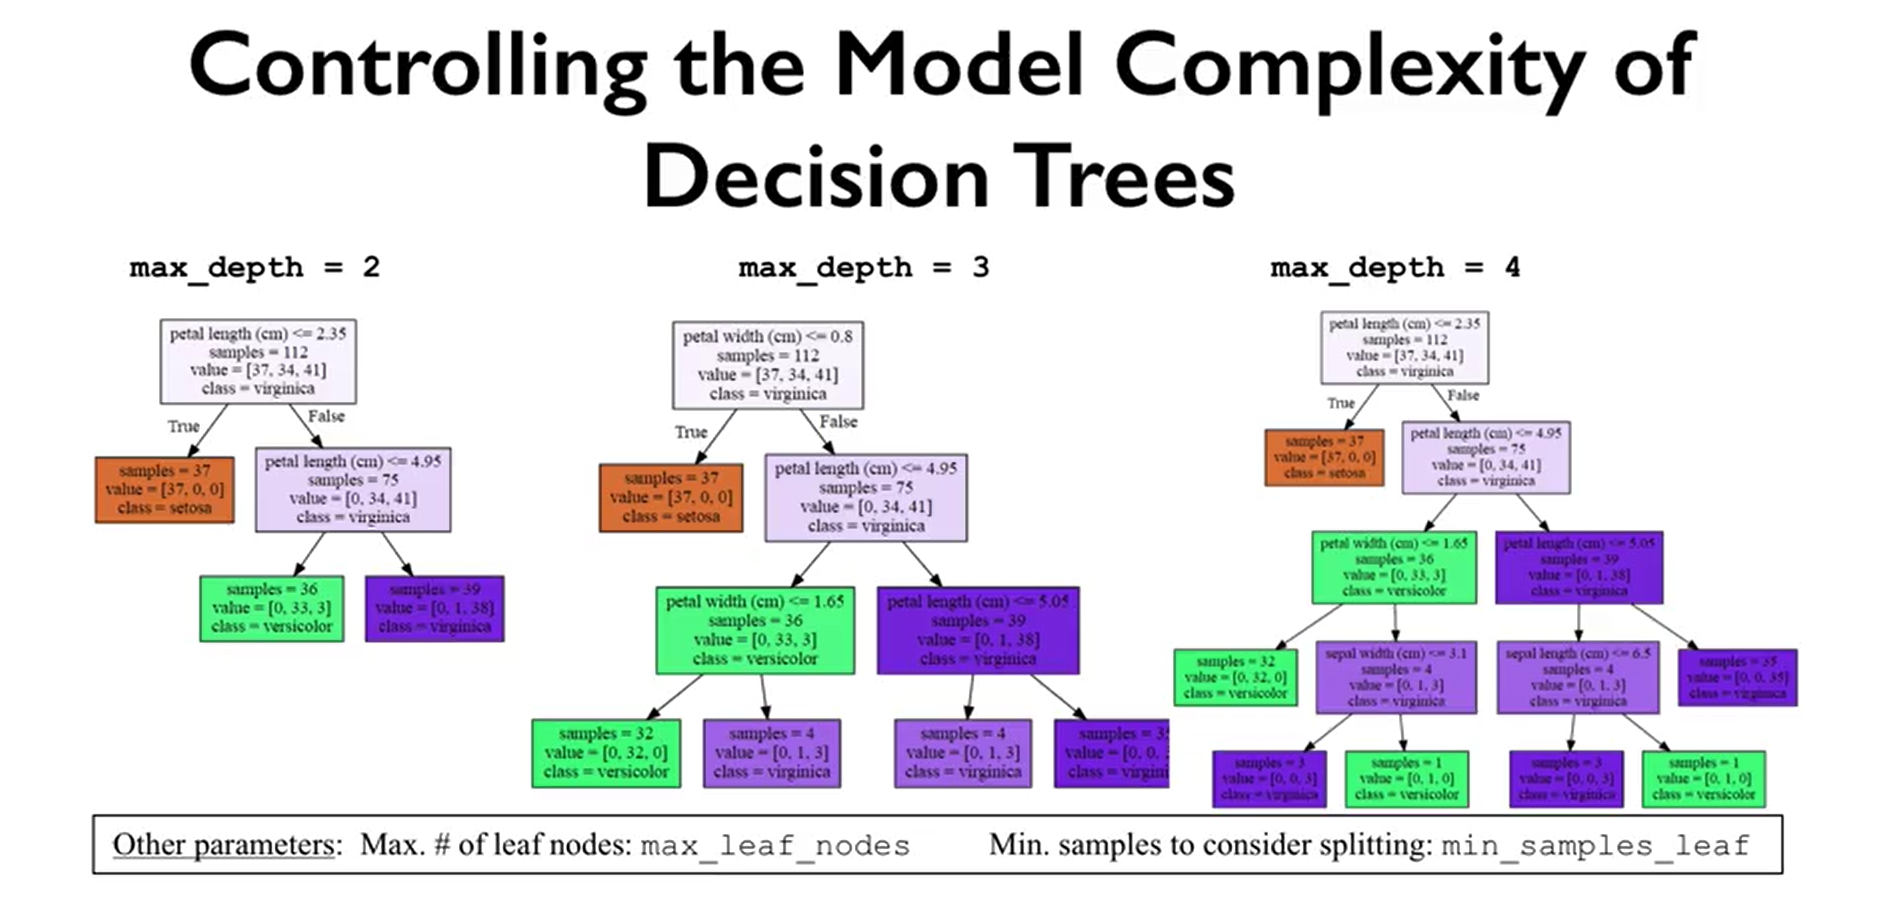 Controlling the Model Complexity of
Decision Trees
max_depth = 2
petal length (cm) <= 2.35
samples = 112
value = [37, 34, 41]
class = virginica
True
False
samples = 37
value = [37, 0, 0]
class = setosa
petal length (cm) <= 4.95
samples = 75
value = [0, 34, 41]
class = virginica
samples = 36
value = [0, 33, 3]
class = versicolor
samples = 39
value = [0, 1, 38]
class = virginica
max_depth = 3
petal width (cm) <= 0.8
samples = 112
value = [37, 34, 41]
class = virginica
True
False
samples = 37
value = [37, 0, 0]
class = setosa
petal length (cm) <= 4.95
samples = 75
value = [0, 34, 41]
class = virginica
petal width (cm) <= 1.65
samples = 36
value = [0, 33, 3]
class = versicolor
petal length (cm) <= 5.05
samples = 39
value = [0, 1, 38]
class = virginica
samples = 32
value = [0, 32, 0]
class = versicolor
samples = 4
value = [0, 1, 3]
class = virginica
samples = 4
value = [0, 1, 3]
class = virginica
samples =
value = [0, 0,
class =
max_depth = 4
petal length (cm) <= 2.35
samples = 112
value = [37, 34, 41]
class = virginica
True
False
samples = 37
value = [37, 0, 0]
class = setosa
petal length (cm) <= 4.95
samples = 75
value = [0, 34, 41]
class = virginica
petal width (cm) <= 1.65
samples = 36
value = [0, 33, 3]
class = versicolor
petal length (cm) <= 5.05
samples = 39
value = [0, 1, 38]
class = virginica
samples = 32
value = [0, 32, 0]
class = versicolor
sepal width (cm) <= 3.1
samples = 4
value = [0, 1, 3]
class = virginica
sepal length (cm) <= 6.5
samples = 4
value = [0, 1, 3]
class = virginica
samples = 35
value = [0, 0, 35]
class = virginica
samples = 3
value = [0, 0, 3]
class = virginica
samples = 1
value = [0, 1, 0]
class = versicolor
samples = 3
value = [0, 0, 3]
class = virginica
samples = 1
value = [0, 1, 0]
class = versicolor
Other parameters: Max. # of leaf nodes: max_leaf_nodes Min. samples to consider splitting: min_samples_leaf